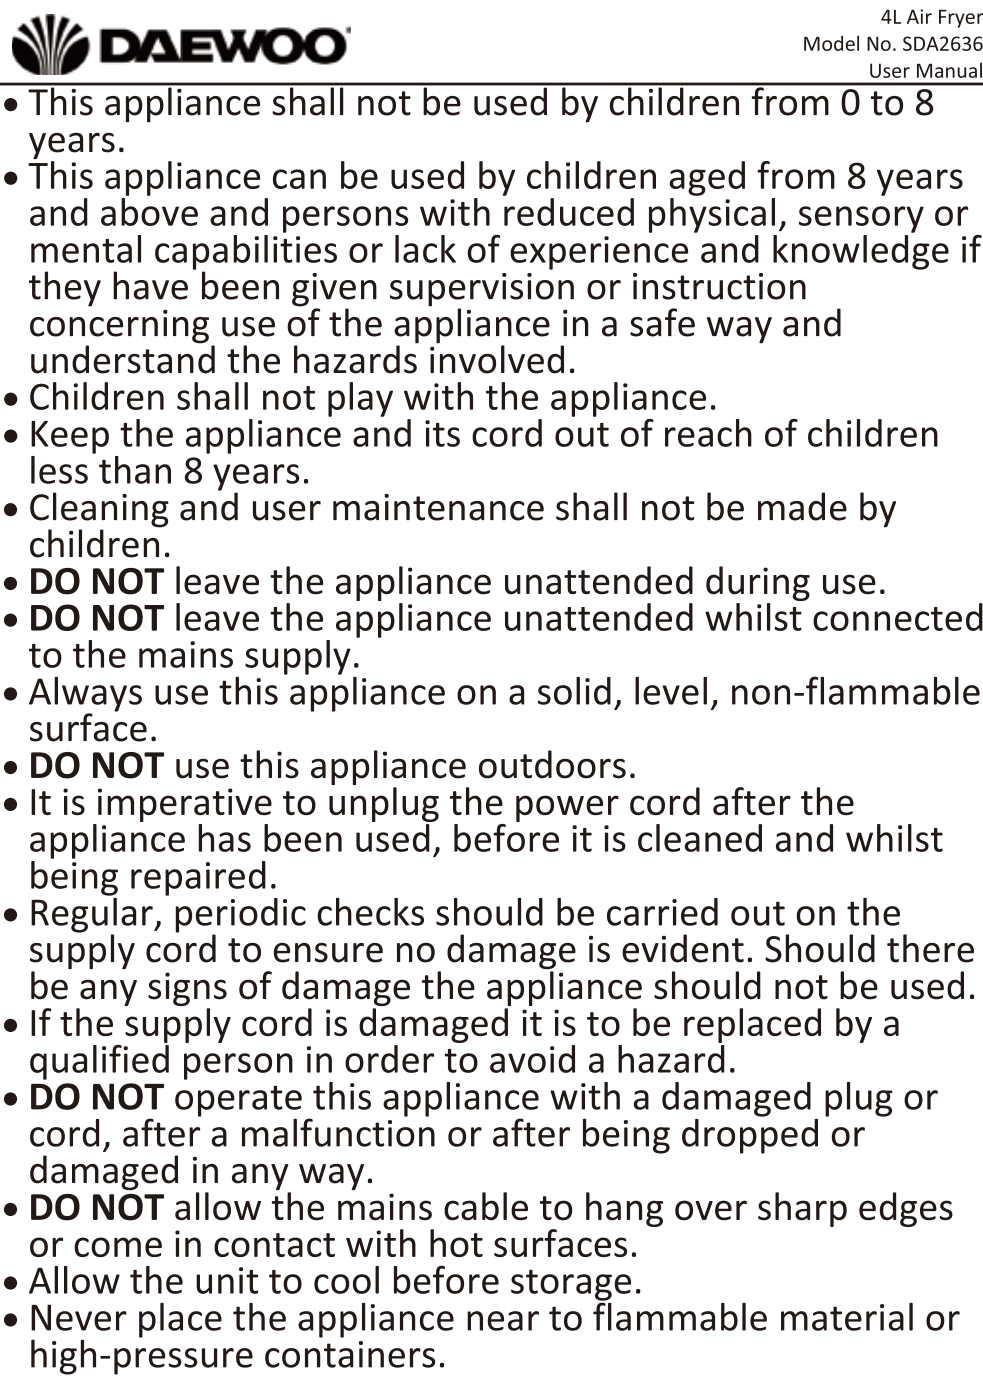 DAEWOO
4L Air Fryer
Model No. SDA2636
User Manual
• This appliance shall not be used by children from 0 to 8
years.
• This appliance can be used by children aged from 8 years
and above and persons with reduced physical, sensory or
mental capabilities or lack of experience and knowledge if
they have been given supervision or instruction
concerning use of the appliance in a safe way and
understand the hazards involved.
• Children shall not play with the appliance.
• Keep the appliance and its cord out of reach of children
less than 8 years.
• Cleaning and user maintenance shall not be made by
children.
• DO NOT leave the appliance unattended during use.
• DO NOT leave the appliance unattended whilst connected
to the mains supply.
• Always use this appliance on a solid, level, non-flammable
surface.
• DO NOT use this appliance outdoors.
• It is imperative to unplug the power cord after the
appliance has been used, before it is cleaned and whilst
being repaired.
• Regular, periodic checks should be carried out on the
supply cord to ensure no damage is evident. Should there
be any signs of damage the appliance should not be used.
• If the supply cord is damaged it is to be replaced by a
qualified person in order to avoid a hazard.
• DO NOT operate this appliance with a damaged plug or
cord, after a malfunction or after being dropped or
damaged in any way.
• DO NOT allow the mains cable to hang over sharp edges
or come in contact with hot surfaces.
• Allow the unit to cool before storage.
• Never place the appliance near to flammable material or
high-pressure containers.